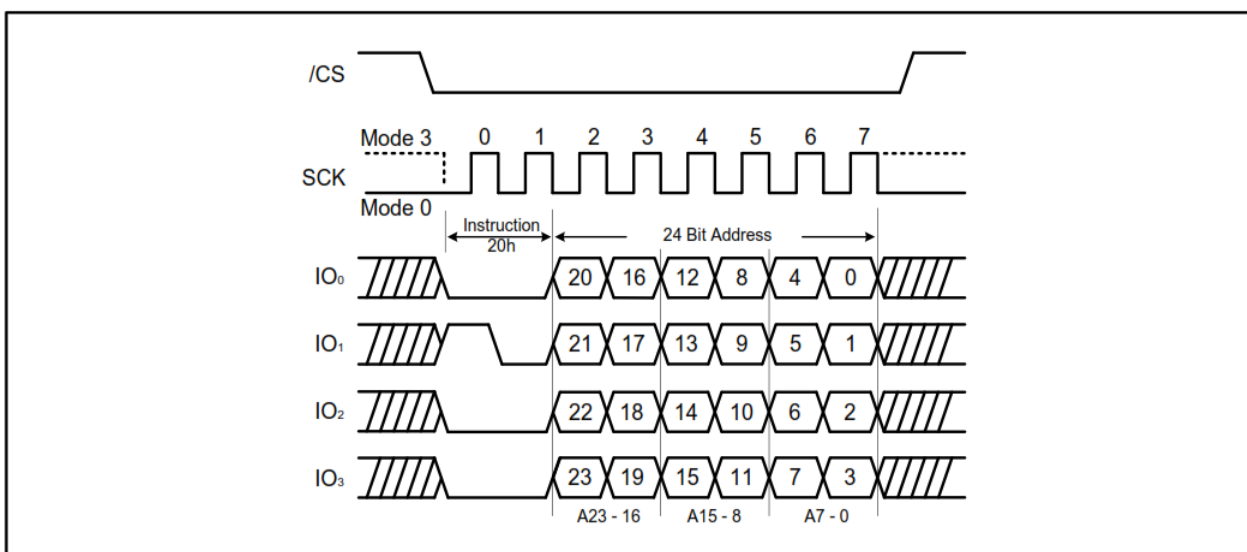 /CS
Mode 3 0 1 2 3 4 5 6 7
SCK
Mode 0
Instruction
20h
24 Bit Address
IO₀ 20 16 12 8 4 0
IO₁ 21 17 13 9 5 1
IO₂ 22 18 14 10 6 2
IO₃ 23 19 15 11 7 3
A23 - 16 A15 - 8 A7 - 0